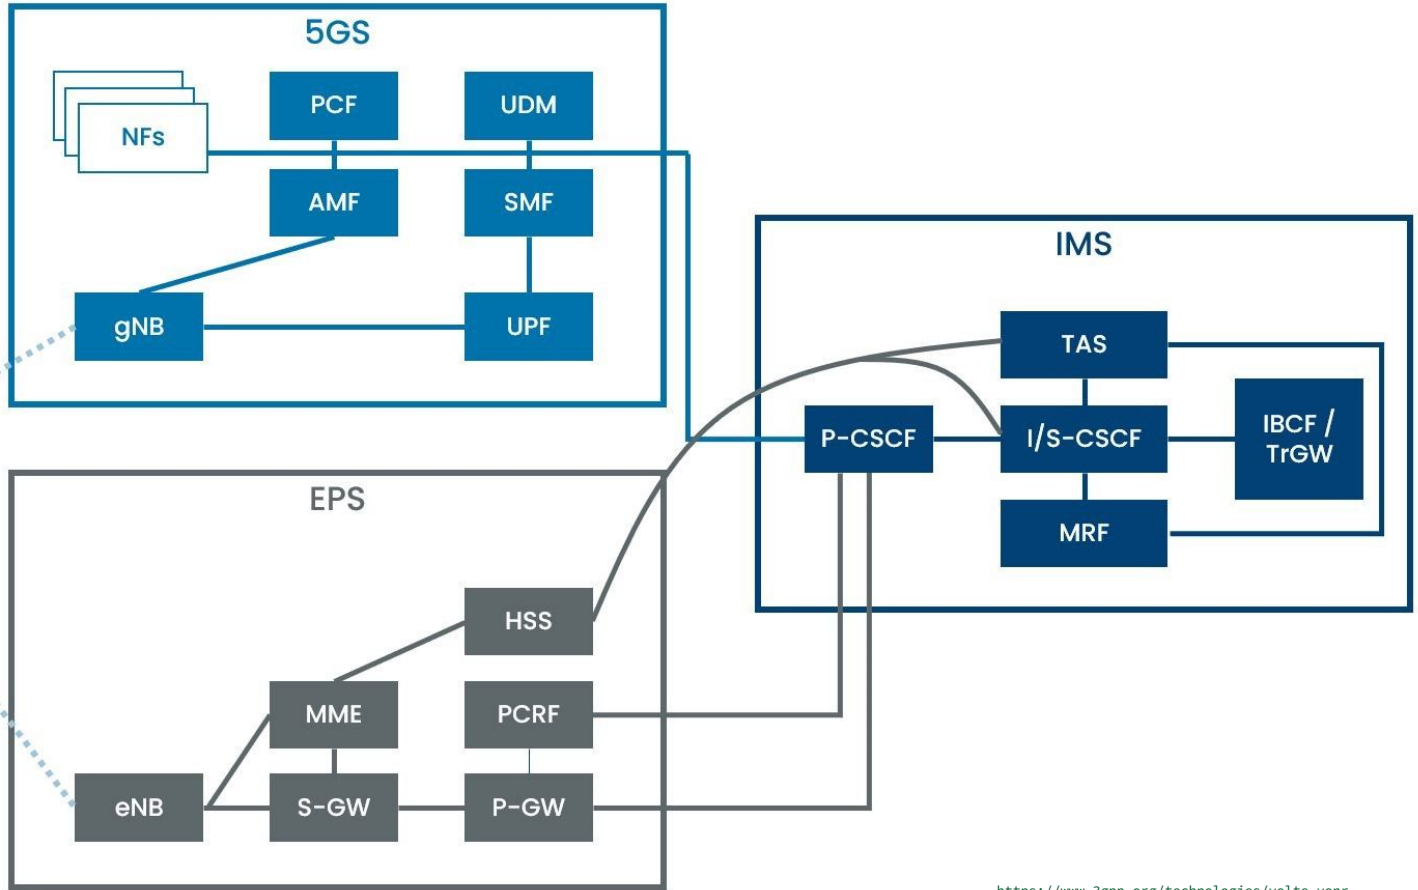 5GS
NFs
PCF
UDM
AMF
SMF
gNB
UPF
IMS
TAS
P-CSCF
I/S-CSCF
IBCF /
TrGW
MRF
EPS
HSS
MME
PCRF
eNB
S-GW
P-GW